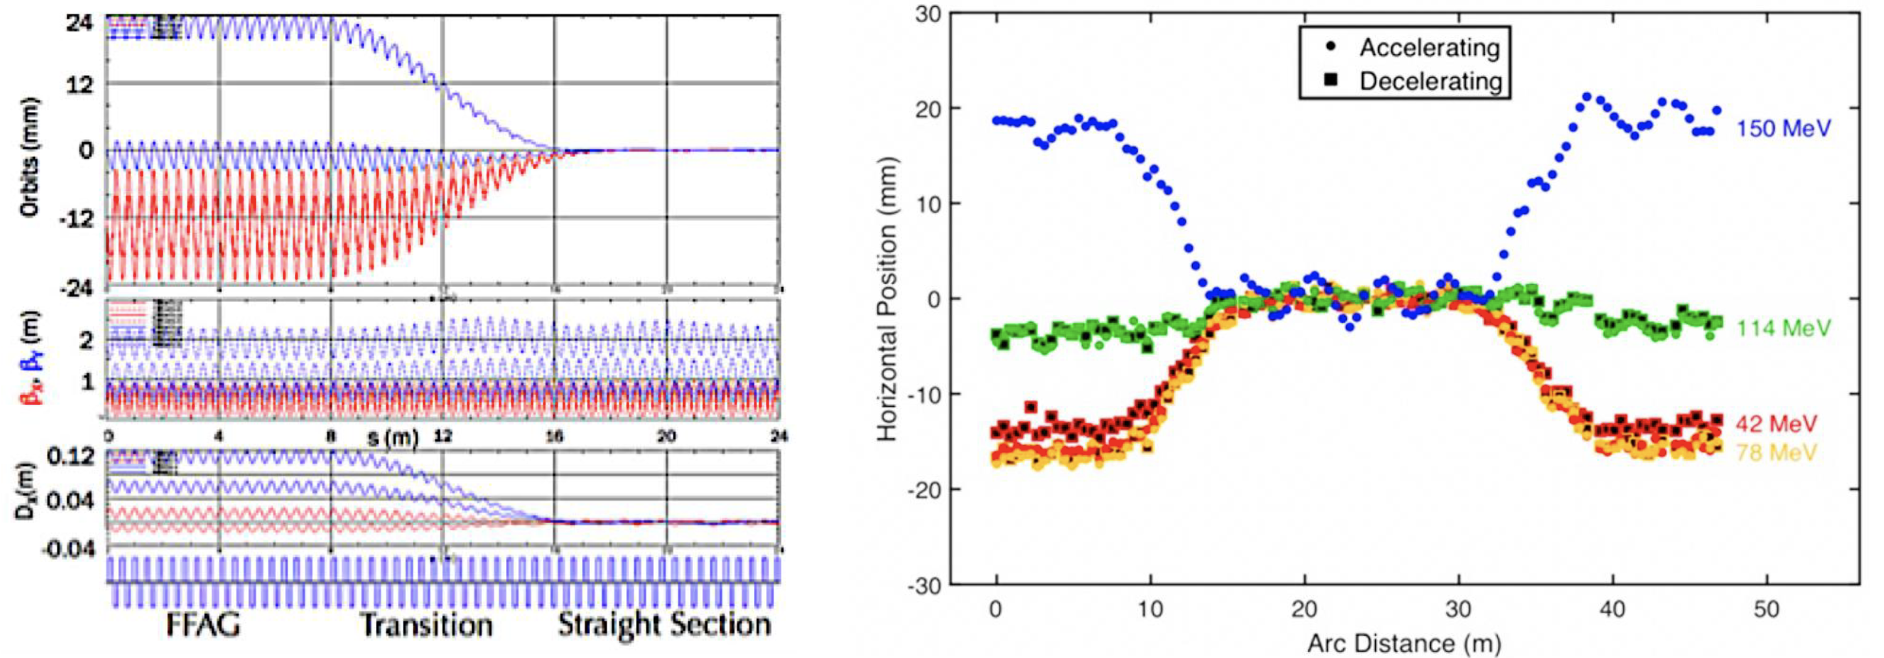 24
12
0
-12
-24
Orbits (mm)
2
1
βX, βY (m)
0 4 8 12 16 20 24
s (m)
0.12
0.04
-0.04
DX(m)
FFAG Transition Straight Section
30
20
10
0
-10
-20
-30
Horizontal Position (mm)
Accelerating
Decelerating
150 MeV
114 MeV
42 MeV
78 MeV
0 10 20 30 40 50
Arc Distance (m)